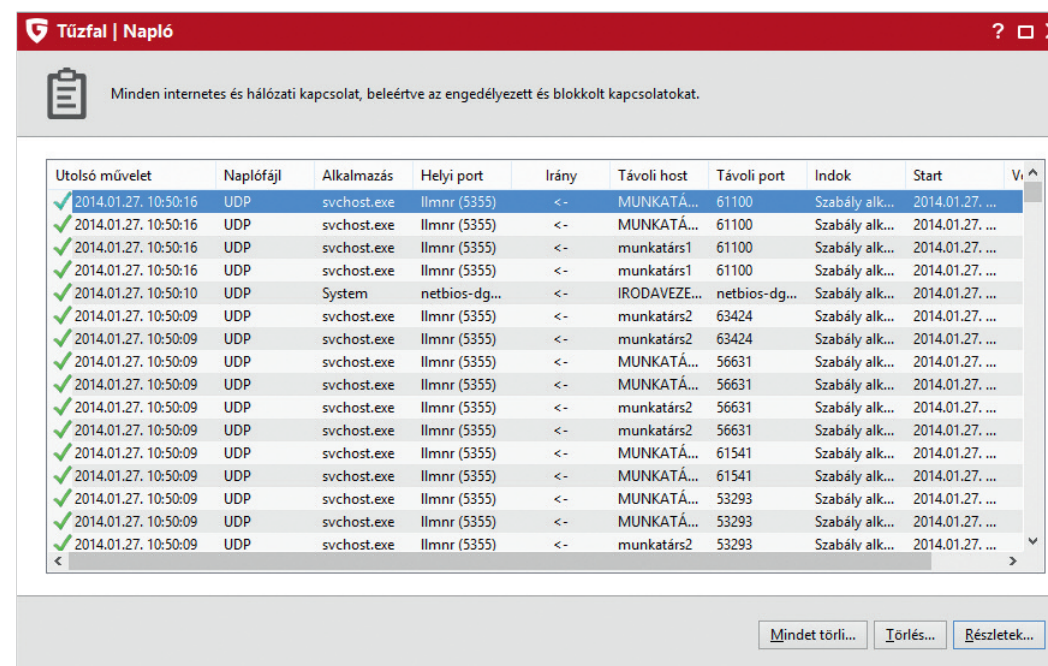 Tűzfal | Napló
Minden internetes és hálózati kapcsolat, beleértve az engedélyezett és blokkolt kapcsolatokat.
Utolsó művelet Naplófájl Alkalmazás Helyi port Irány Távoli host Távoli port Indok Start
2014.01.27. 10:50:16 UDP svchost.exe llmnr (5355) <- MUNKATÁ... 61100 Szabály alk... 2014.01.27. ...
2014.01.27. 10:50:16 UDP svchost.exe llmnr (5355) <- MUNKATÁ... 61100 Szabály alk... 2014.01.27. ...
2014.01.27. 10:50:16 UDP svchost.exe llmnr (5355) <- munkatárs1 61100 Szabály alk... 2014.01.27. ...
2014.01.27. 10:50:16 UDP svchost.exe llmnr (5355) <- munkatárs1 61100 Szabály alk... 2014.01.27. ...
2014.01.27. 10:50:10 UDP System netbios-dg... <- IRODAVEZE... netbios-dg... Szabály alk... 2014.01.27. ...
2014.01.27. 10:50:09 UDP svchost.exe llmnr (5355) <- munkatárs2 63424 Szabály alk... 2014.01.27. ...
2014.01.27. 10:50:09 UDP svchost.exe llmnr (5355) <- munkatárs2 63424 Szabály alk... 2014.01.27. ...
2014.01.27. 10:50:09 UDP svchost.exe llmnr (5355) <- MUNKATÁ... 56631 Szabály alk... 2014.01.27. ...
2014.01.27. 10:50:09 UDP svchost.exe llmnr (5355) <- MUNKATÁ... 56631 Szabály alk... 2014.01.27. ...
2014.01.27. 10:50:09 UDP svchost.exe llmnr (5355) <- munkatárs2 56631 Szabály alk... 2014.01.27. ...
2014.01.27. 10:50:09 UDP svchost.exe llmnr (5355) <- munkatárs2 56631 Szabály alk... 2014.01.27. ...
2014.01.27. 10:50:09 UDP svchost.exe llmnr (5355) <- MUNKATÁ... 61541 Szabály alk... 2014.01.27. ...
2014.01.27. 10:50:09 UDP svchost.exe llmnr (5355) <- MUNKATÁ... 61541 Szabály alk... 2014.01.27. ...
2014.01.27. 10:50:09 UDP svchost.exe llmnr (5355) <- MUNKATÁ... 53293 Szabály alk... 2014.01.27. ...
2014.01.27. 10:50:09 UDP svchost.exe llmnr (5355) <- MUNKATÁ... 53293 Szabály alk... 2014.01.27. ...
2014.01.27. 10:50:09 UDP svchost.exe llmnr (5355) <- munkatárs2 53293 Szabály alk... 2014.01.27. ...
Mindet törli... Törlés... Részletek...